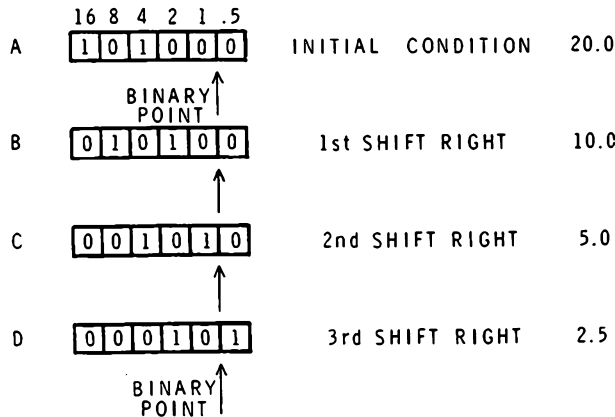 16 8 4 2 1 .5
A 1 0 1 0 0 0 INITIAL CONDITION 20.0
BINARY
POINT
B 0 1 0 1 0 0 1st SHIFT RIGHT 10.0
C 0 0 1 0 1 0 2nd SHIFT RIGHT 5.0
D 0 0 0 1 0 1 3rd SHIFT RIGHT 2.5
BINARY
POINT